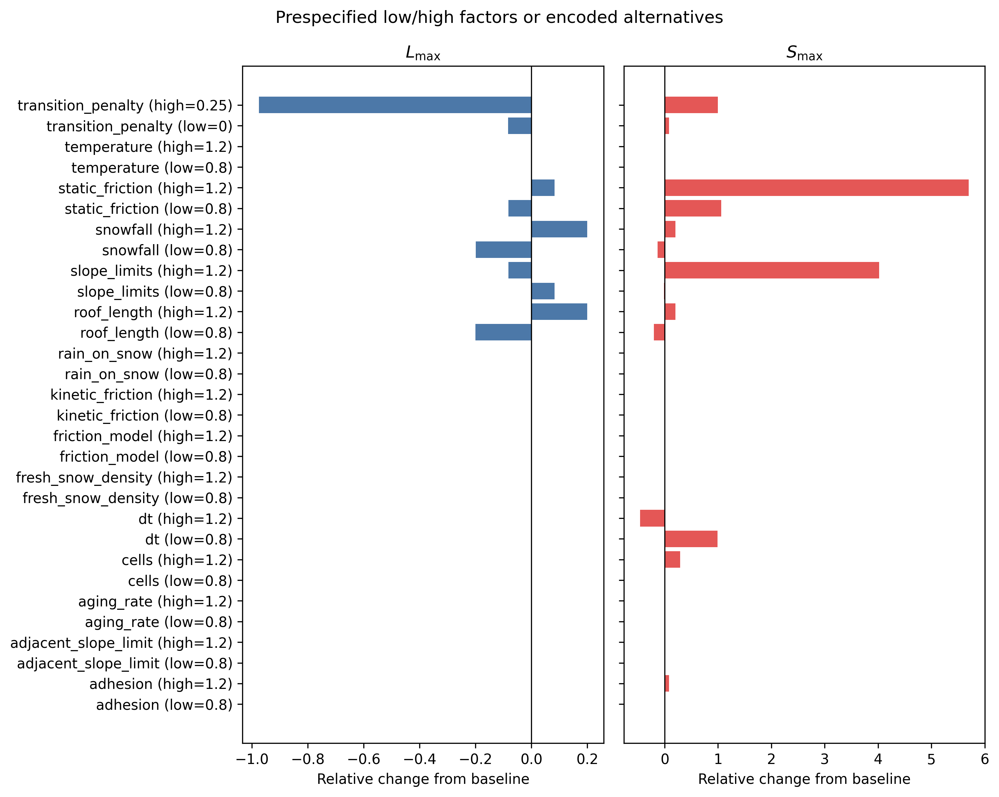 Prespecified low/high factors or encoded alternatives
L_max
S_max
transition_penalty (high=0.25)
transition_penalty (low=0)
temperature (high=1.2)
temperature (low=0.8)
static_friction (high=1.2)
static_friction (low=0.8)
snowfall (high=1.2)
snowfall (low=0.8)
slope_limits (high=1.2)
slope_limits (low=0.8)
roof_length (high=1.2)
roof_length (low=0.8)
rain_on_snow (high=1.2)
rain_on_snow (low=0.8)
kinetic_friction (high=1.2)
kinetic_friction (low=0.8)
friction_model (high=1.2)
friction_model (low=0.8)
fresh_snow_density (high=1.2)
fresh_snow_density (low=0.8)
dt (high=1.2)
dt (low=0.8)
cells (high=1.2)
cells (low=0.8)
aging_rate (high=1.2)
aging_rate (low=0.8)
adjacent_slope_limit (high=1.2)
adjacent_slope_limit (low=0.8)
adhesion (high=1.2)
adhesion (low=0.8)
−1.0 −0.8 −0.6 −0.4 −0.2 0.0 0.2
0 1 2 3 4 5 6
Relative change from baseline
Relative change from baseline